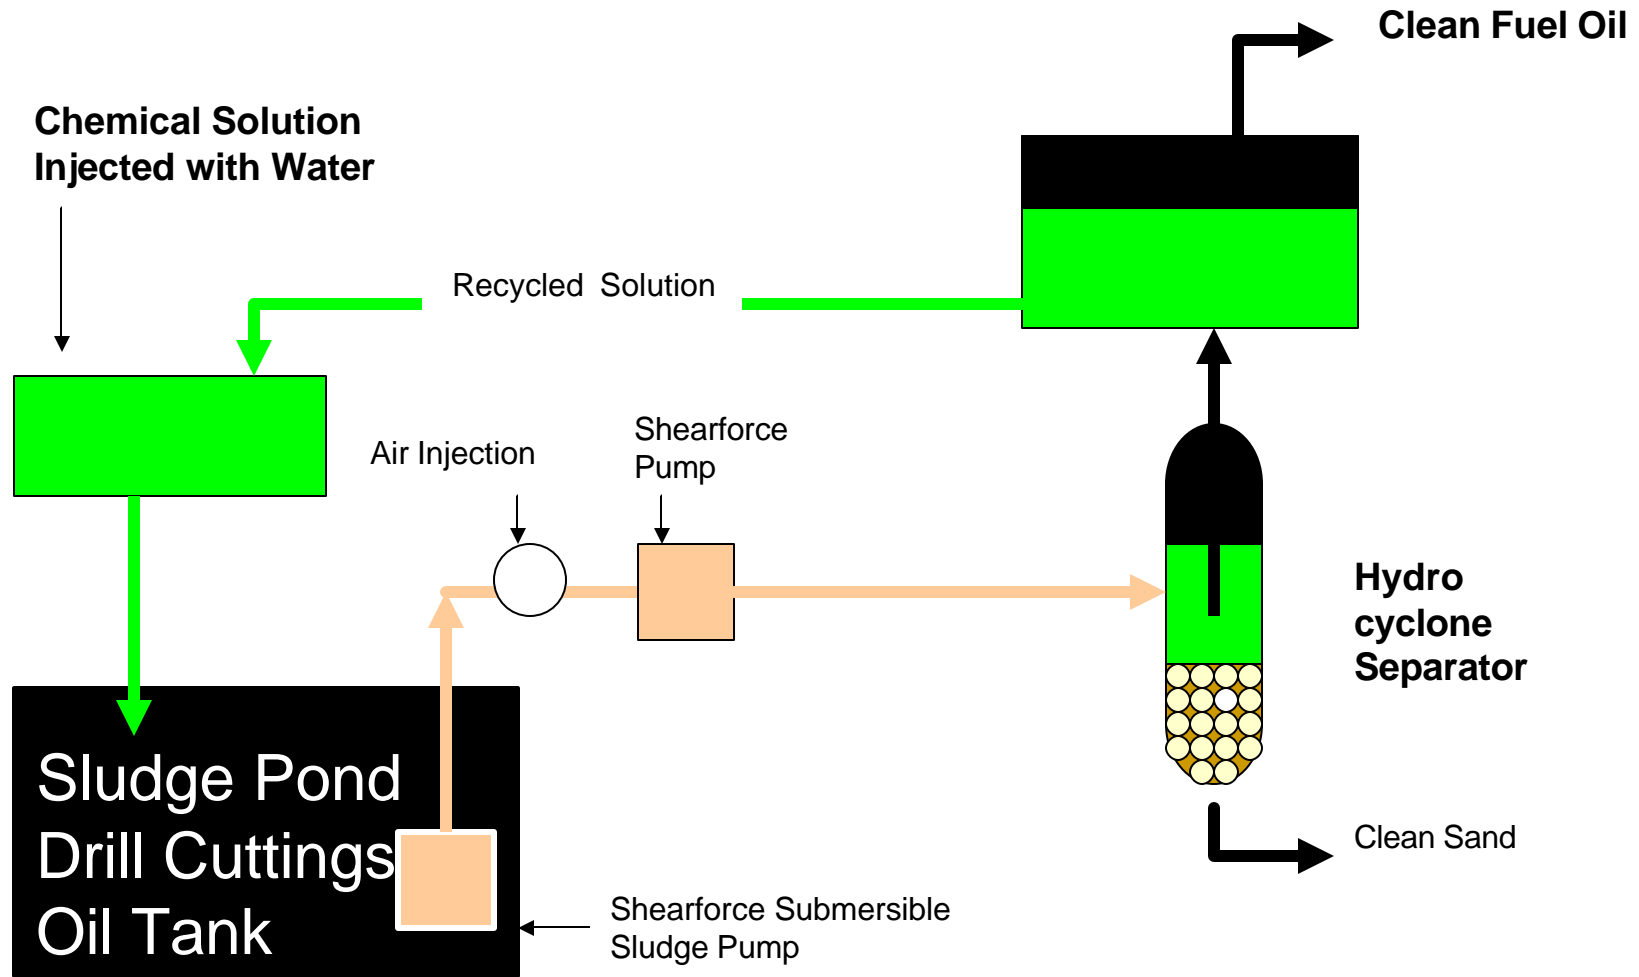 Clean Fuel Oil
Chemical Solution
Injected with Water
Recycled Solution
Air Injection
Shearforce
Pump
Hydro
cyclone
Separator
Sludge Pond
Drill Cuttings
Oil Tank
Clean Sand
Shearforce Submersible
Sludge Pump